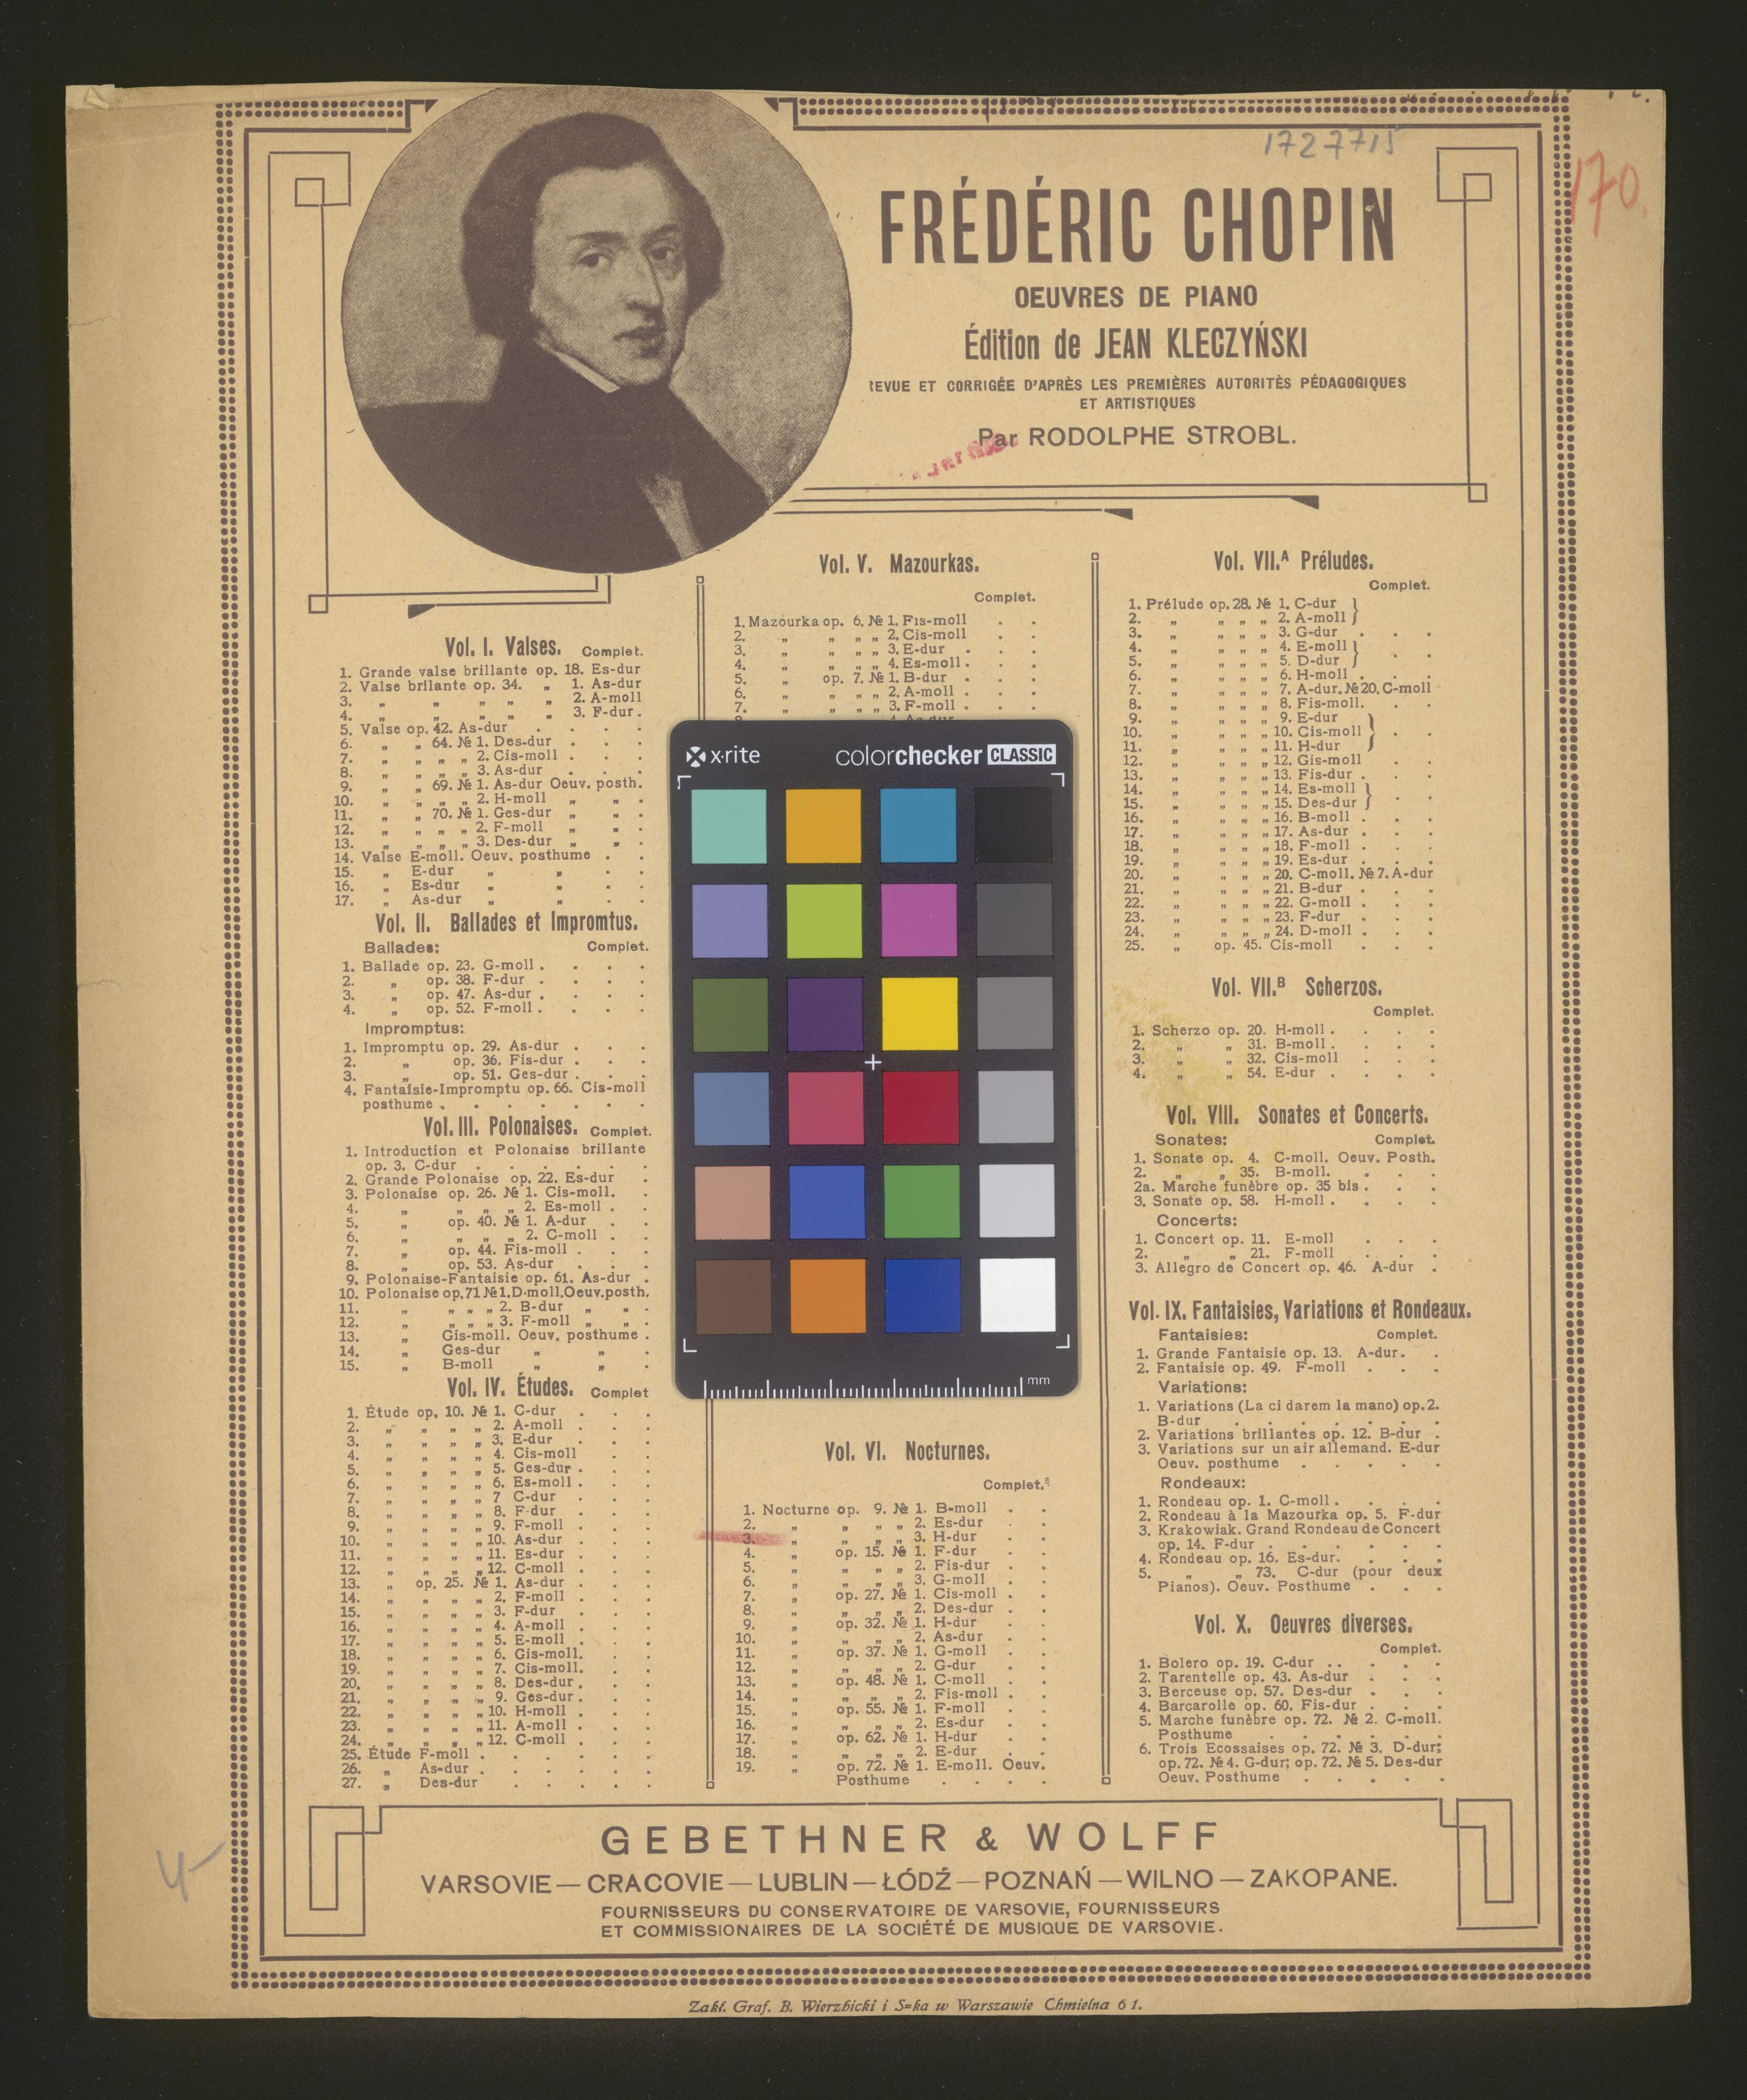 1727715
170.
FRÉDÉRIC CHOPIN
OEUVRES DE PIANO
Édition de JEAN KLECZYŃSKI
REVUE ET CORRIGÉE D'APRÈS LES PREMIÈRES AUTORITÈS PÉDAGOGIQUES
ET ARTISTIQUES
Par RODOLPHE STROBL.
Vol. I. Valses. Complet.
1. Grande valse brillante op. 18. Es-dur
2. Valse brilante op. 34. „ 1. As-dur
3. „ „ „ „ „ 2. A-moll
4. „ „ „ „ „ 3. F-dur.
5. Valse op. 42. As-dur . . . .
6. „ „ 64. № 1. Des-dur . . .
7. „ „ „ „ 2. Cis-moll . . .
8. „ „ „ „ 3. As-dur . . .
9. „ „ 69. № 1. As-dur Oeuv. posth.
10. „ „ „ „ 2. H-moll „ „ .
11. „ „ 70. № 1. Ges-dur „ „ .
12. „ „ „ „ 2. F-moll „ „ .
13. „ „ „ „ 3. Des-dur „ „ .
14. Valse E-moll. Oeuv. posthume . .
15. „ E-dur „ „ . .
16. „ Es-dur „ „ . .
17. „ As-dur „ „ . .
Vol. II. Ballades et Impromtus.
Ballades: Complet.
1. Ballade op. 23. G-moll . . . .
2. „ op. 38. F-dur . . . .
3. „ op. 47. As-dur . . . .
4. „ op. 52. F-moll . . . .
Impromptus:
1. Impromptu op. 29. As-dur . . .
2. „ op. 36. Fis-dur . . .
3. „ op. 51. Ges-dur . . .
4. Fantaisie-Impromptu op. 66. Cis-moll
posthume . . . . . . .
Vol. III. Polonaises. Complet.
1. Introduction et Polonaise brillante
op. 3. C-dur . . . . . .
2. Grande Polonaise op. 22. Es-dur .
3. Polonaise op. 26. № 1. Cis-moll. .
4. „ „ „ „ 2. Es-moll . .
5. „ op. 40. № 1. A-dur . .
6. „ „ „ „ 2. C-moll . .
7. „ op. 44. Fis-moll . . .
8. „ op. 53. As-dur . . .
9. Polonaise-Fantaisie op. 61. As-dur .
10. Polonaise op.71 №1.D-moll.Oeuv.posth.
11. „ „ „ „ 2. B-dur „ „ .
12. „ „ „ „ 3. F-moll „ „ .
13. „ Gis-moll. Oeuv. posthume .
14. „ Ges-dur „ „ .
15. „ B-moll „ „ .
Vol. IV. Études. Complet
1. Étude op. 10. № 1. C-dur . . .
2. „ „ „ „ 2. A-moll . . .
3. „ „ „ „ 3. E-dur . . .
4. „ „ „ „ 4. Cis-moll . .
5. „ „ „ „ 5. Ges-dur . . .
6. „ „ „ „ 6. Es-moll . . .
7. „ „ „ „ 7 C-dur . . .
8. „ „ „ „ 8. F-dur . . .
9. „ „ „ „ 9. F-moll . . .
10. „ „ „ „ 10. As-dur . . .
11. „ „ „ „ 11. Es-dur . . .
12. „ „ „ „ 12. C-moll . . .
13. „ op. 25. № 1. As-dur . . .
14. „ „ „ „ 2. F-moll . . .
15. „ „ „ „ 3. F-dur . . .
16. „ „ „ „ 4. A-moll . . .
17. „ „ „ „ 5. E-moll . . .
18. „ „ „ „ 6. Gis-moll. . .
19. „ „ „ „ 7. Cis-moll. . .
20. „ „ „ „ 8. Des-dur . . .
21. „ „ „ „ 9. Ges-dur . . .
22. „ „ „ „ 10. H-moll . . .
23. „ „ „ „ 11. A-moll . . .
24. „ „ „ „ 12. C-moll . . .
25. Étude F-moll . . . . . .
26. „ As-dur . . . . . .
27. „ Des-dur . . . . .
Vol. V. Mazourkas.
Complet.
1. Mazourka op. 6. № 1. Fis-moll . .
2. „ „ „ „ 2. Cis-moll . .
3. „ „ „ „ 3. E-dur . . .
4. „ „ „ „ 4. Es-moll . . .
5. „ op. 7. № 1. B-dur . . .
6. „ „ „ „ 2. A-moll . . .
7. „ „ „ „ 3. F-moll . . .
x·rite colorchecker CLASSIC
mm
Vol. VI. Nocturnes.
Complet.
1. Nocturne op. 9. № 1. B-moll . .
2. „ „ „ „ 2. Es-dur . .
3. „ „ „ „ 3. H-dur . .
4. „ op. 15. № 1. F-dur . .
5. „ „ „ „ 2. Fis-dur . .
6. „ „ „ „ 3. G-moll . .
7. „ op. 27. № 1. Cis-moll . .
8. „ „ „ „ 2. Des-dur . .
9. „ op. 32. № 1. H-dur . .
10. „ „ „ „ 2. As-dur . .
11. „ op. 37. № 1. G-moll . .
12. „ „ „ „ 2. G-dur . .
13. „ op. 48. № 1. C-moll . .
14. „ „ „ „ 2. Fis-moll . .
15. „ op. 55. № 1. F-moll . .
16. „ „ „ „ 2. Es-dur . .
17. „ op. 62. № 1. H-dur . .
18. „ „ „ „ 2. E-dur . .
19. „ op. 72. № 1. E-moll. Oeuv.
Posthume . . . .
Vol. VII.A Préludes.
Complet.
1. Prélude op. 28. № 1. C-dur }
2. „ „ „ „ 2. A-moll }
3. „ „ „ „ 3. G-dur . . .
4. „ „ „ „ 4. E-moll }
5. „ „ „ „ 5. D-dur } . .
6. „ „ „ „ 6. H-moll . . .
7. „ „ „ „ 7. A-dur. №20. C-moll
8. „ „ „ „ 8. Fis-moll. . .
9. „ „ „ „ 9. E-dur }
10. „ „ „ „ 10. Cis-moll } . .
11. „ „ „ „ 11. H-dur }
12. „ „ „ „ 12. Gis-moll . .
13. „ „ „ „ 13. Fis-dur . . .
14. „ „ „ „ 14. Es-moll }
15. „ „ „ „ 15. Des-dur } . .
16. „ „ „ „ 16. B-moll . . .
17. „ „ „ „ 17. As-dur . . .
18. „ „ „ „ 18. F-moll . . .
19. „ „ „ „ 19. Es-dur . . .
20. „ „ „ „ 20. C-moll. №7. A-dur
21. „ „ „ „ 21. B-dur . . .
22. „ „ „ „ 22. G-moll . . .
23. „ „ „ „ 23. F-dur . . .
24. „ „ „ „ 24. D-moll . . .
25. „ op. 45. Cis-moll . . .
Vol. VII.B Scherzos.
Complet.
1. Scherzo op. 20. H-moll . . . .
2. „ „ 31. B-moll . . . .
3. „ „ 32. Cis-moll . . .
4. „ „ 54. E-dur . . . .
Vol. VIII. Sonates et Concerts.
Sonates: Complet.
1. Sonate op. 4. C-moll. Oeuv. Posth.
2. „ „ 35. B-moll. . . .
2a. Marche funèbre op. 35 bis . . .
3. Sonate op. 58. H-moll . . . .
Concerts:
1. Concert op. 11. E-moll . . .
2. „ „ 21. F-moll . . .
3. Allegro de Concert op. 46. A-dur .
Vol. IX. Fantaisies, Variations et Rondeaux.
Fantaisies: Complet.
1. Grande Fantaisie op. 13. A-dur. .
2. Fantaisie op. 49. F-moll . . .
Variations:
1. Variations (La ci darem la mano) op.2.
B-dur . . . . . . .
2. Variations brillantes op. 12. B-dur .
3. Variations sur un air allemand. E-dur
Oeuv. posthume . . . . .
Rondeaux:
1. Rondeau op. 1. C-moll . . . .
2. Rondeau à la Mazourka op. 5. F-dur
3. Krakowiak. Grand Rondeau de Concert
op. 14. F-dur . . . . . .
4. Rondeau op. 16. Es-dur. . . .
5. „ „ 73. C-dur (pour deux
Pianos). Oeuv. Posthume . . .
Vol. X. Oeuvres diverses.
Complet.
1. Bolero op. 19. C-dur . . . . .
2. Tarentelle op. 43. As-dur . . .
3. Berceuse op. 57. Des-dur . . .
4. Barcarolle op. 60. Fis-dur . . .
5. Marche funèbre op. 72. № 2. C-moll.
Posthume . . . . . .
6. Trois Ecossaises op. 72. № 3. D-dur;
op. 72. №4. G-dur; op. 72. №5. Des-dur
Oeuv. Posthume . . . . .
4-
GEBETHNER & WOLFF
VARSOVIE — CRACOVIE — LUBLIN — ŁÓDŹ — POZNAŃ — WILNO — ZAKOPANE.
FOURNISSEURS DU CONSERVATOIRE DE VARSOVIE, FOURNISSEURS
ET COMMISSIONAIRES DE LA SOCIÉTÉ DE MUSIQUE DE VARSOVIE.
Zakł. Graf. B. Wierzbicki i S=ka w Warszawie Chmielna 61.